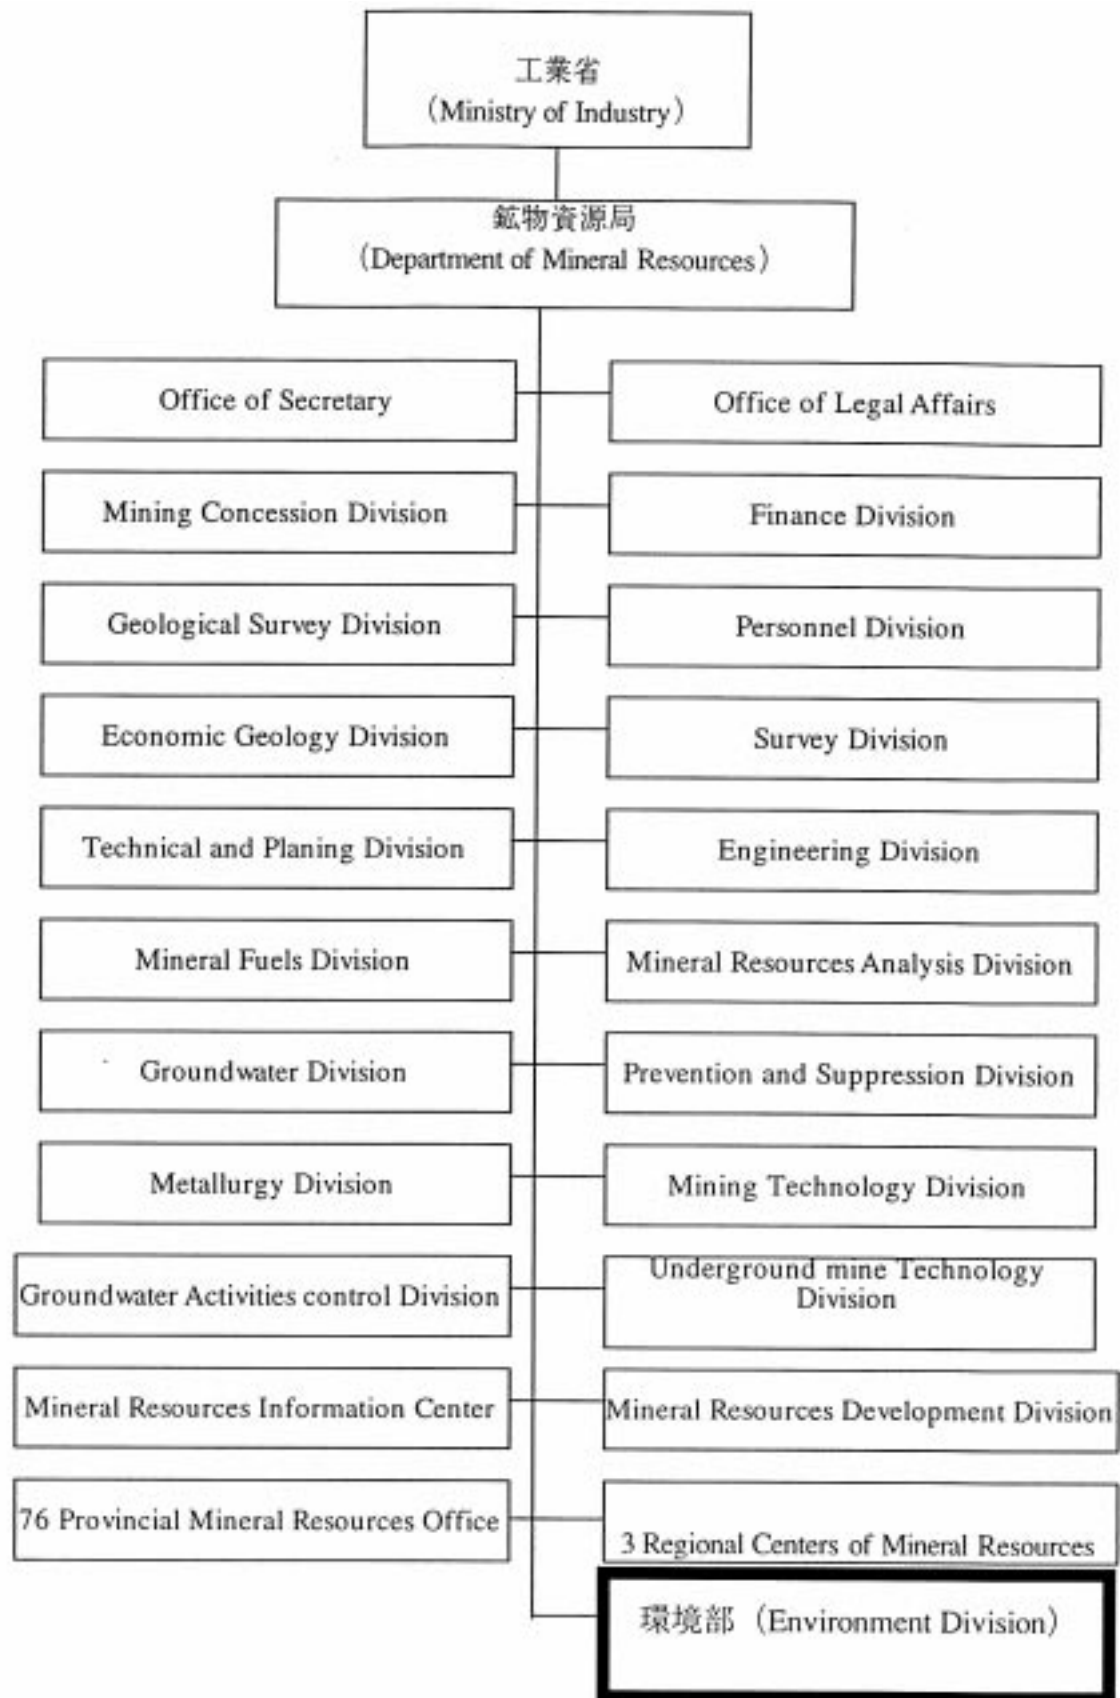 工業省
（Ministry of Industry）
鉱物資源局
（Department of Mineral Resources）
Office of Secretary
Office of Legal Affairs
Mining Concession Division
Finance Division
Geological Survey Division
Personnel Division
Economic Geology Division
Survey Division
Technical and Planing Division
Engineering Division
Mineral Fuels Division
Mineral Resources Analysis Division
Groundwater Division
Prevention and Suppression Division
Metallurgy Division
Mining Technology Division
Groundwater Activities control Division
Underground mine Technology
Division
Mineral Resources Information Center
Mineral Resources Development Division
76 Provincial Mineral Resources Office
3 Regional Centers of Mineral Resources
環境部（Environment Division）